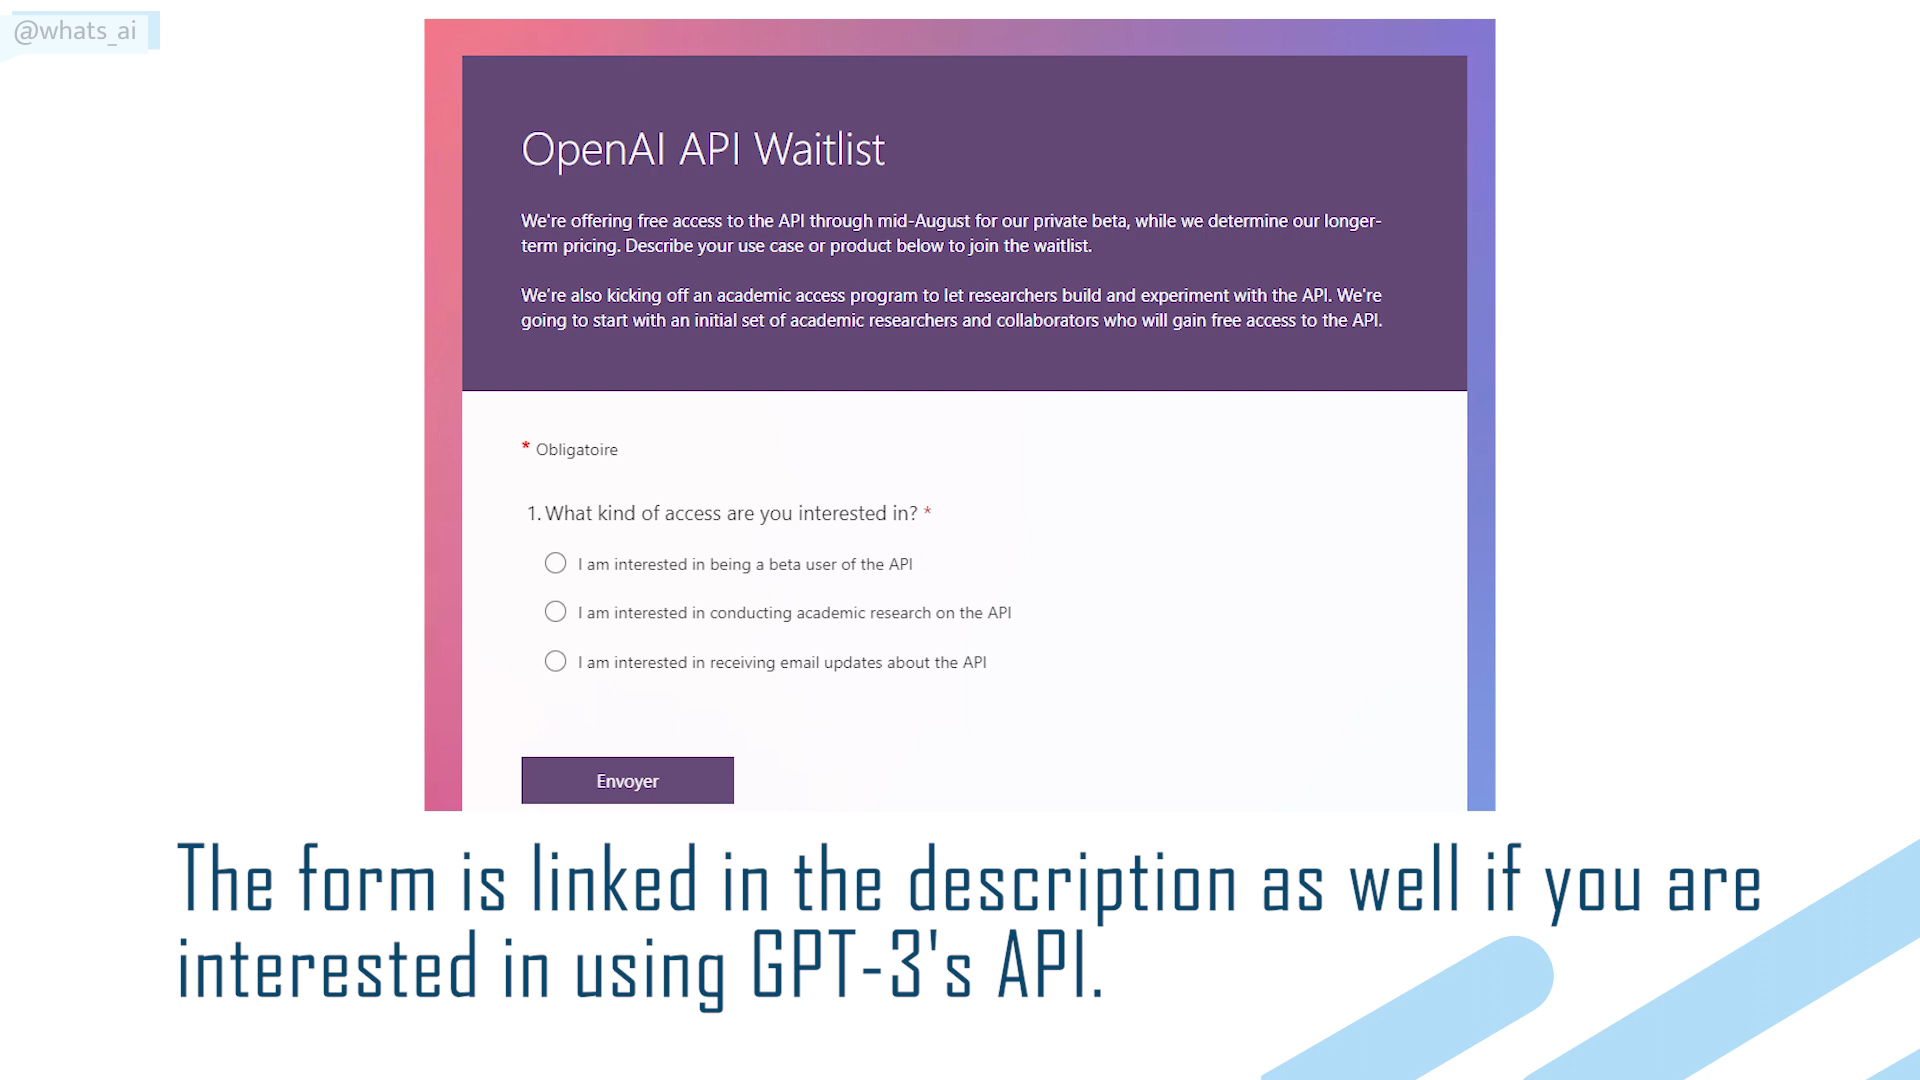 @whats_ai
OpenAI API Waitlist
We're offering free access to the API through mid-August for our private beta, while we determine our longer-
term pricing. Describe your use case or product below to join the waitlist.
We're also kicking off an academic access program to let researchers build and experiment with the API. We're
going to start with an initial set of academic researchers and collaborators who will gain free access to the API.
* Obligatoire
1. What kind of access are you interested in? *
I am interested in being a beta user of the API
I am interested in conducting academic research on the API
I am interested in receiving email updates about the API
Envoyer
The form is linked in the description as well if you are
interested in using GPT-3's API.